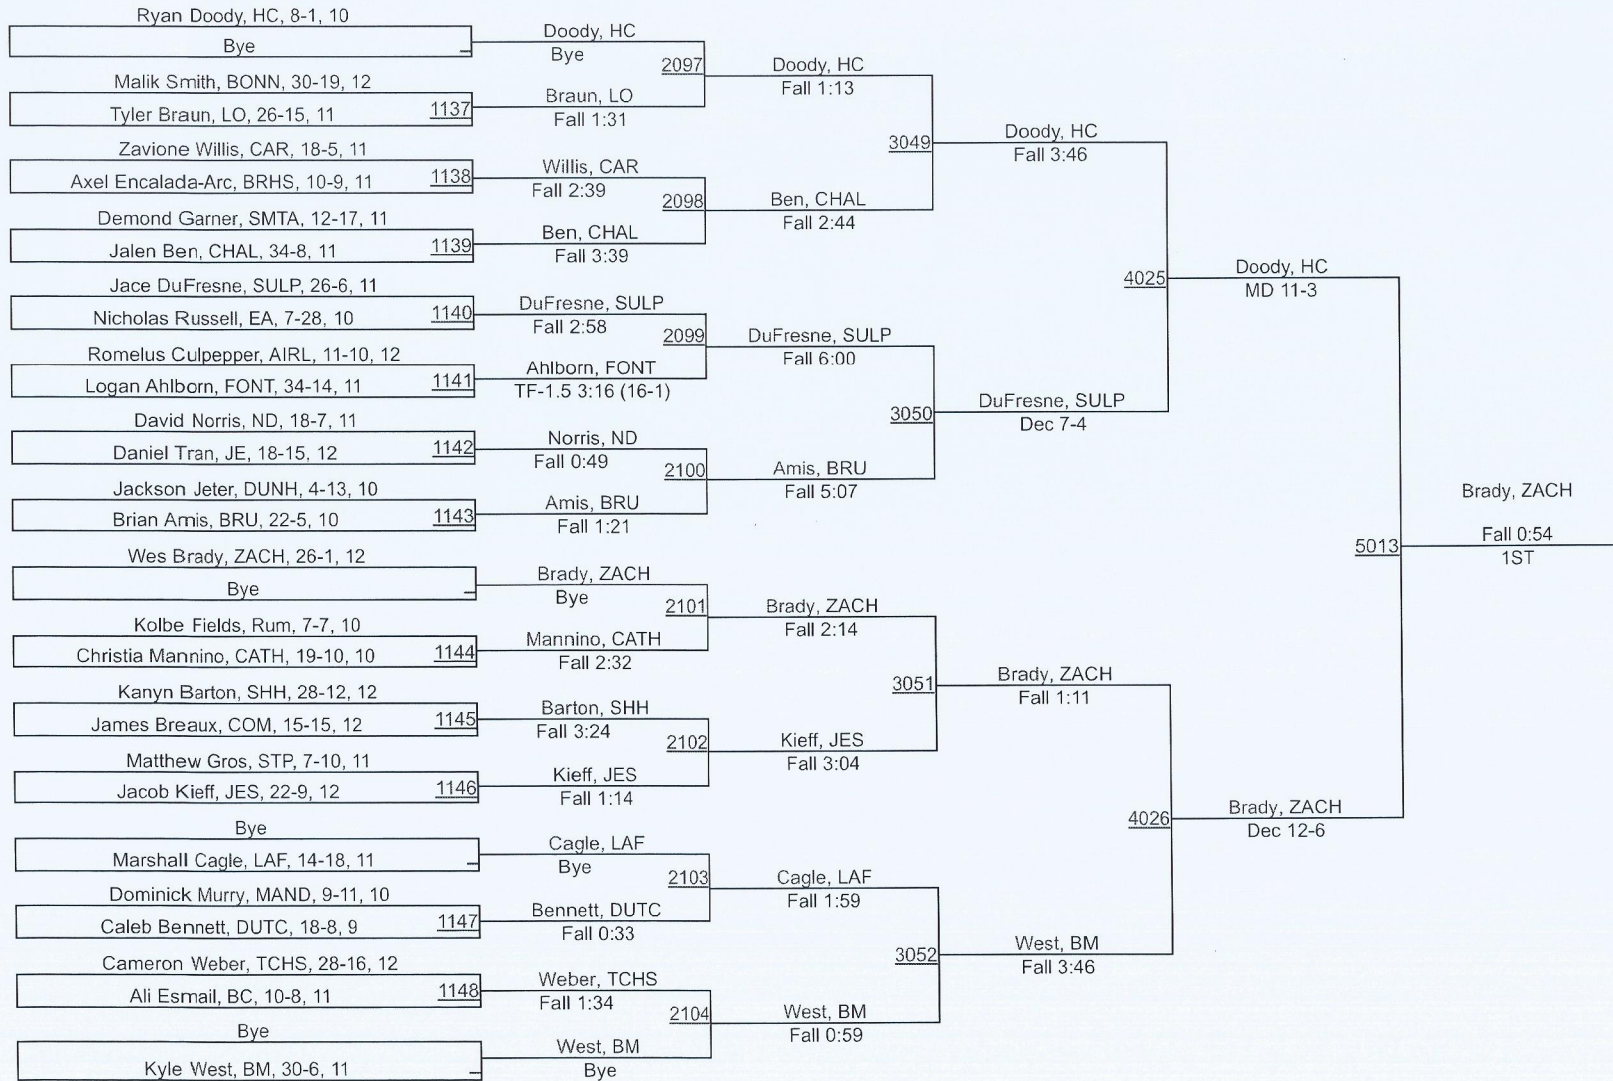 Ryan Doody, HC, 8-1, 10
Bye
Malik Smith, BONN, 30-19, 12
Tyler Braun, LO, 26-15, 11
1137
Zavione Willis, CAR, 18-5, 11
Axel Encalada-Arc, BRHS, 10-9, 11
1138
Demond Garner, SMTA, 12-17, 11
Jalen Ben, CHAL, 34-8, 11
1139
Jace DuFresne, SULP, 26-6, 11
Nicholas Russell, EA, 7-28, 10
1140
Romelus Culpepper, AIRL, 11-10, 12
Logan Ahlborn, FONT, 34-14, 11
1141
David Norris, ND, 18-7, 11
Daniel Tran, JE, 18-15, 12
1142
Jackson Jeter, DUNH, 4-13, 10
Brian Amis, BRU, 22-5, 10
1143
Wes Brady, ZACH, 26-1, 12
Bye
Kolbe Fields, Rum, 7-7, 10
Christia Mannino, CATH, 19-10, 10
1144
Kanyn Barton, SHH, 28-12, 12
James Breaux, COM, 15-15, 12
1145
Matthew Gros, STP, 7-10, 11
Jacob Kieff, JES, 22-9, 12
1146
Bye
Marshall Cagle, LAF, 14-18, 11
Dominick Murry, MAND, 9-11, 10
Caleb Bennett, DUTC, 18-8, 9
1147
Cameron Weber, TCHS, 28-16, 12
Ali Esmail, BC, 10-8, 11
1148
Bye
Kyle West, BM, 30-6, 11
Doody, HC
Bye
2097
Braun, LO
Fall 1:31
Willis, CAR
Fall 2:39
2098
Ben, CHAL
Fall 3:39
DuFresne, SULP
Fall 2:58
2099
Ahlborn, FONT
TF-1.5 3:16 (16-1)
Norris, ND
Fall 0:49
2100
Amis, BRU
Fall 1:21
Brady, ZACH
Bye
2101
Mannino, CATH
Fall 2:32
Barton, SHH
Fall 3:24
2102
Kieff, JES
Fall 1:14
Cagle, LAF
Bye
2103
Bennett, DUTC
Fall 0:33
Weber, TCHS
Fall 1:34
2104
West, BM
Bye
Doody, HC
Fall 1:13
3049
Ben, CHAL
Fall 2:44
DuFresne, SULP
Fall 6:00
3050
Amis, BRU
Fall 5:07
Brady, ZACH
Fall 2:14
3051
Kieff, JES
Fall 3:04
Cagle, LAF
Fall 1:59
3052
West, BM
Fall 0:59
Doody, HC
Fall 3:46
4025
DuFresne, SULP
Dec 7-4
Brady, ZACH
Fall 1:11
4026
West, BM
Fall 3:46
Doody, HC
MD 11-3
5013
Brady, ZACH
Dec 12-6
Brady, ZACH
Fall 0:54
1ST